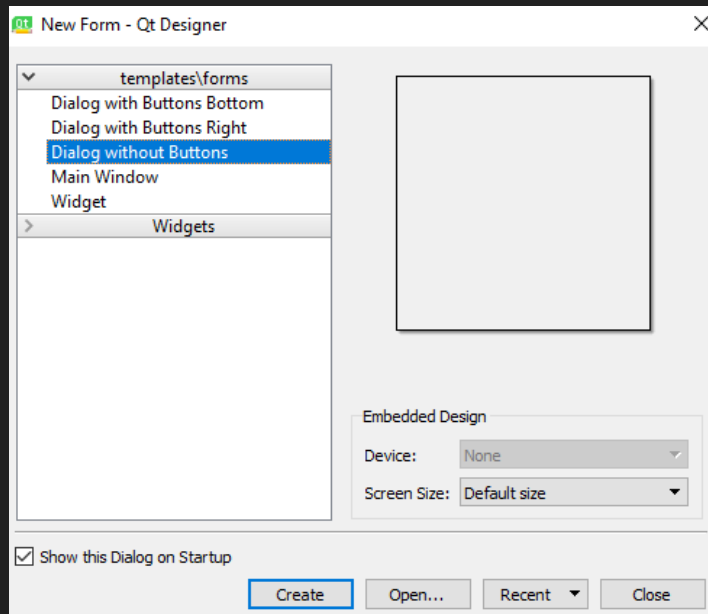 New Form - Qt Designer
templates\forms
Dialog with Buttons Bottom
Dialog with Buttons Right
Dialog without Buttons
Main Window
Widget
Widgets
Embedded Design
Device: None
Screen Size: Default size
Show this Dialog on Startup
Create Open... Recent Close